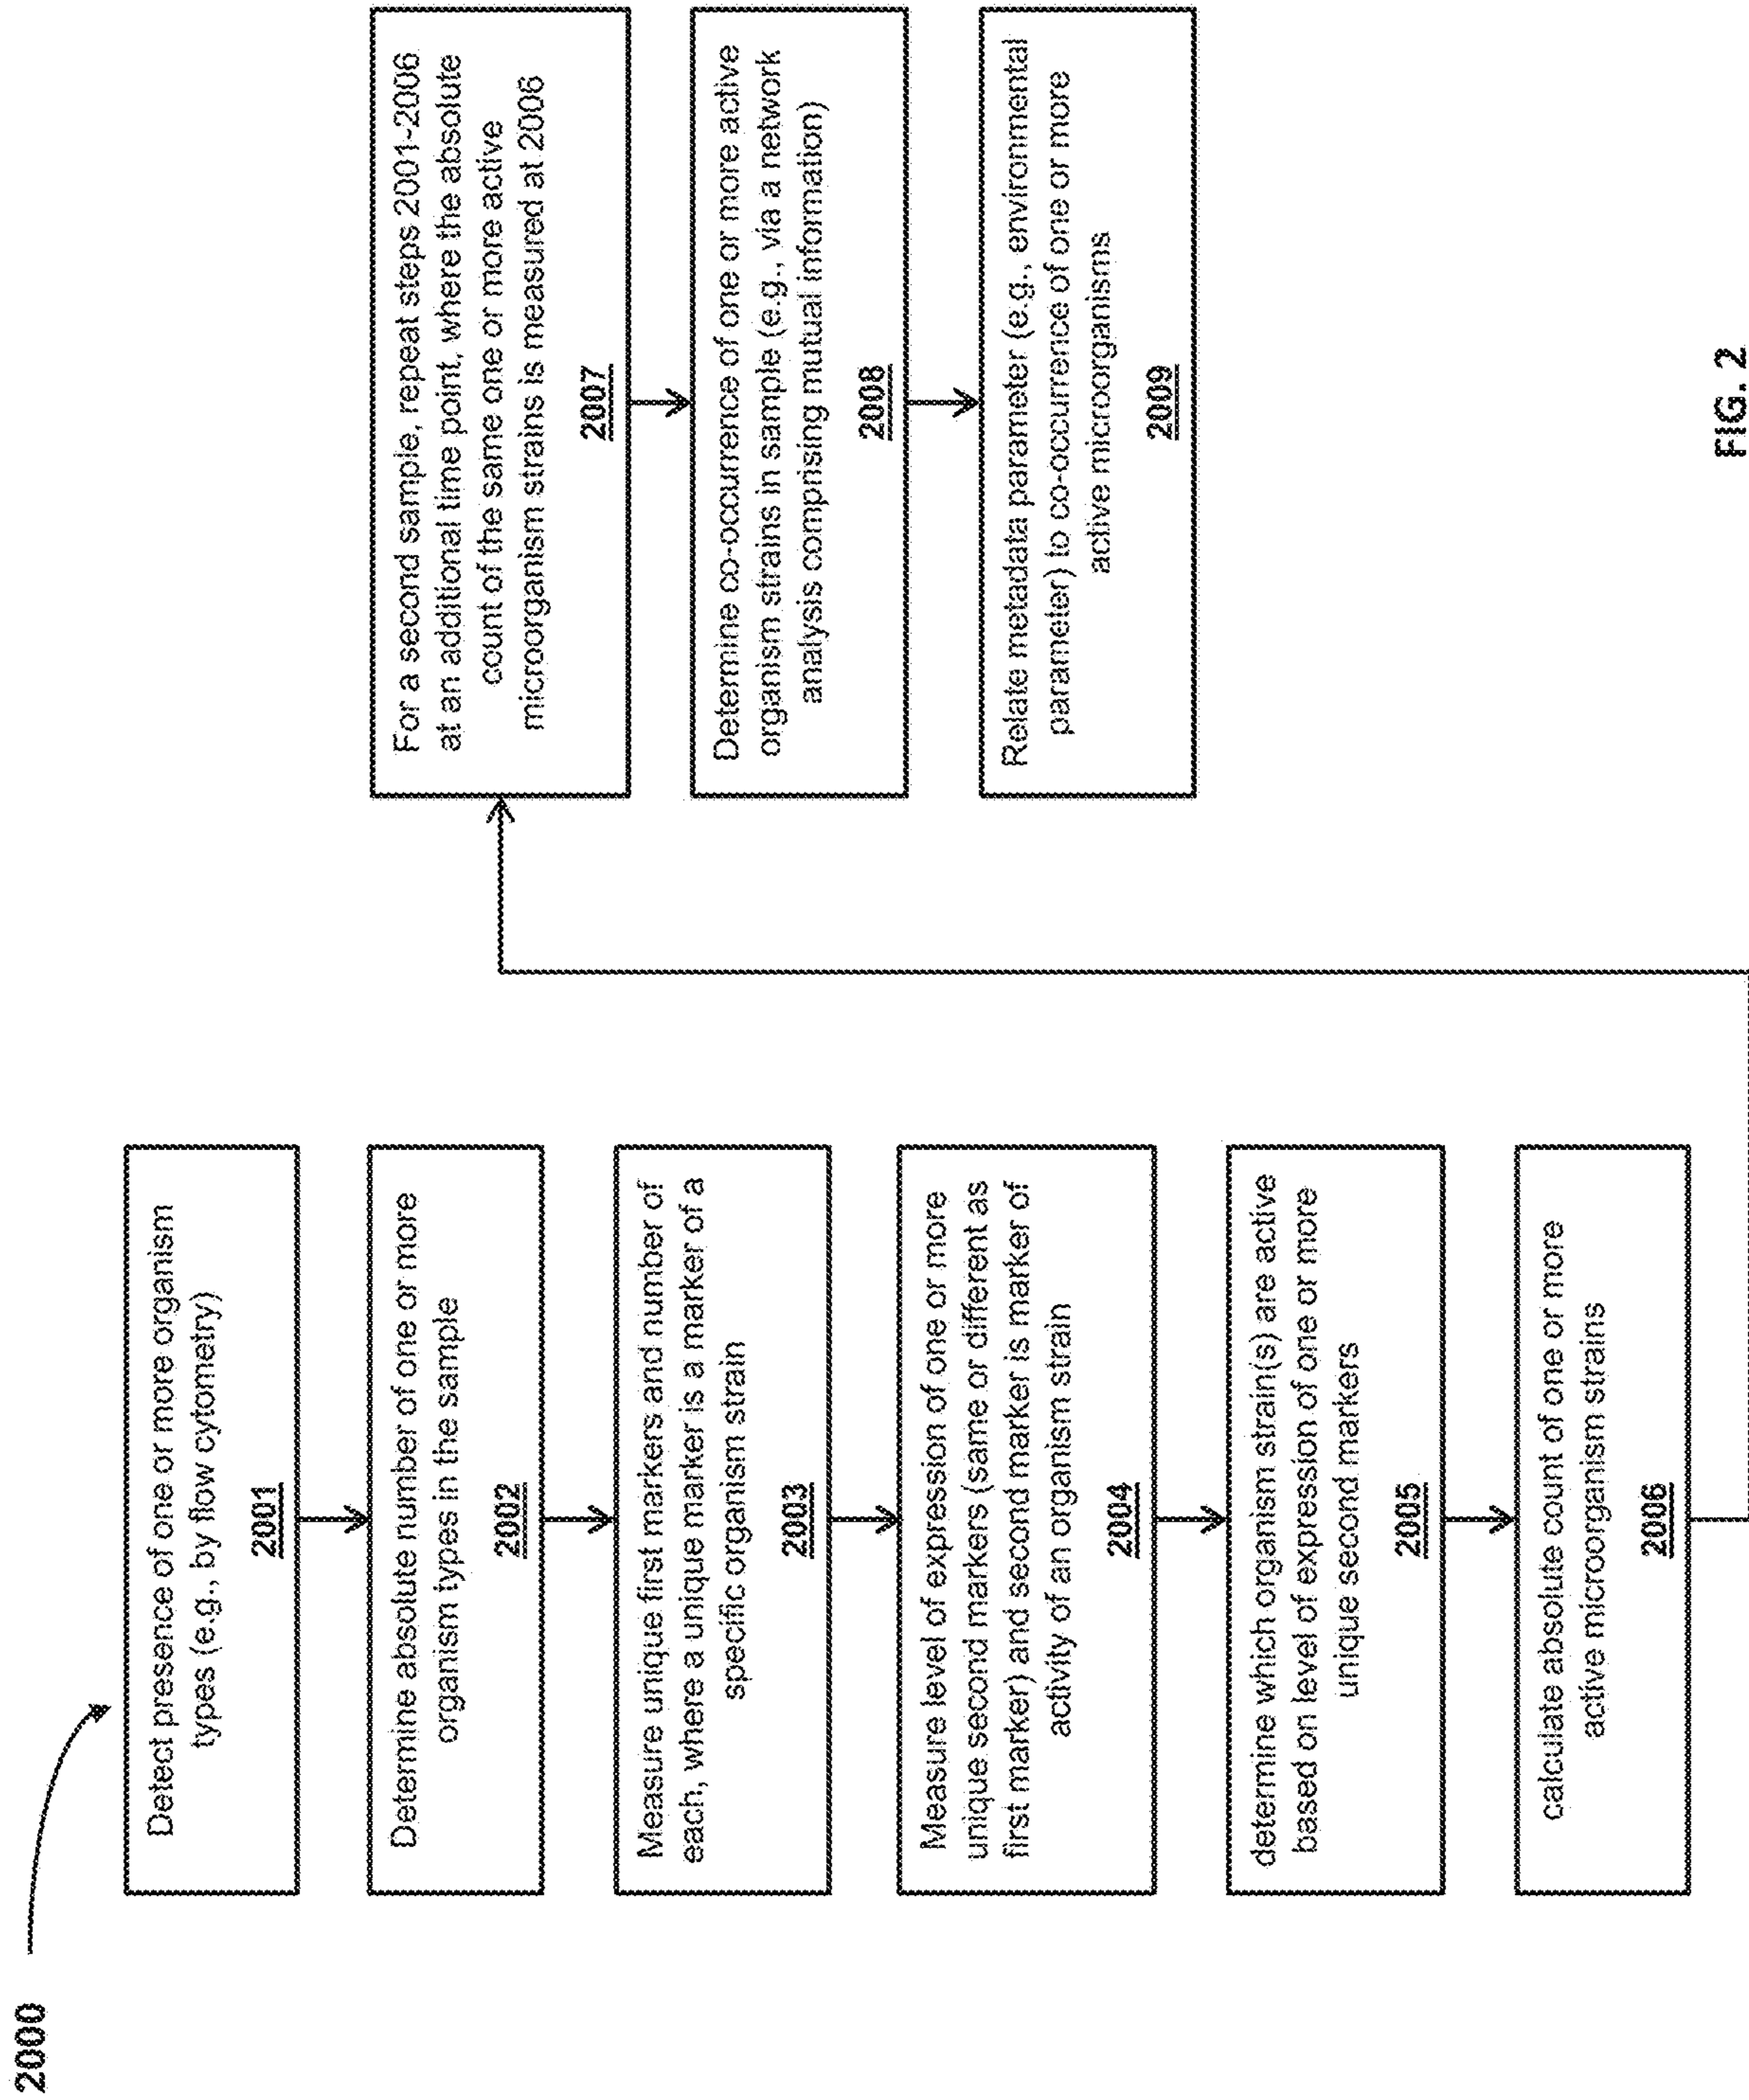 2000
Detect presence of one or more organism
types (e.g., by flow cytometry)
2001
Determine absolute number of one or more
organism types in the sample
2002
Measure unique first markers and number of
each, where a unique marker is a marker of a
specific organism strain
2003
Measure level of expression of one or more
unique second markers (same or different as
first marker) and second marker is marker of
activity of an organism strain
2004
determine which organism strain(s) are active
based on level of expression of one or more
unique second markers
2005
calculate absolute count of one or more
active microorganism strains
2006
For a second sample, repeat steps 2001-2006
at an additional time point, where the absolute
count of the same one or more active
microorganism strains is measured at 2006
2007
Determine co-occurrence of one or more active
organism strains in sample (e.g., via a network
analysis comprising mutual information)
2008
Relate metadata parameter (e.g., environmental
parameter) to co-occurrence of one or more
active microorganisms
2009
FIG. 2